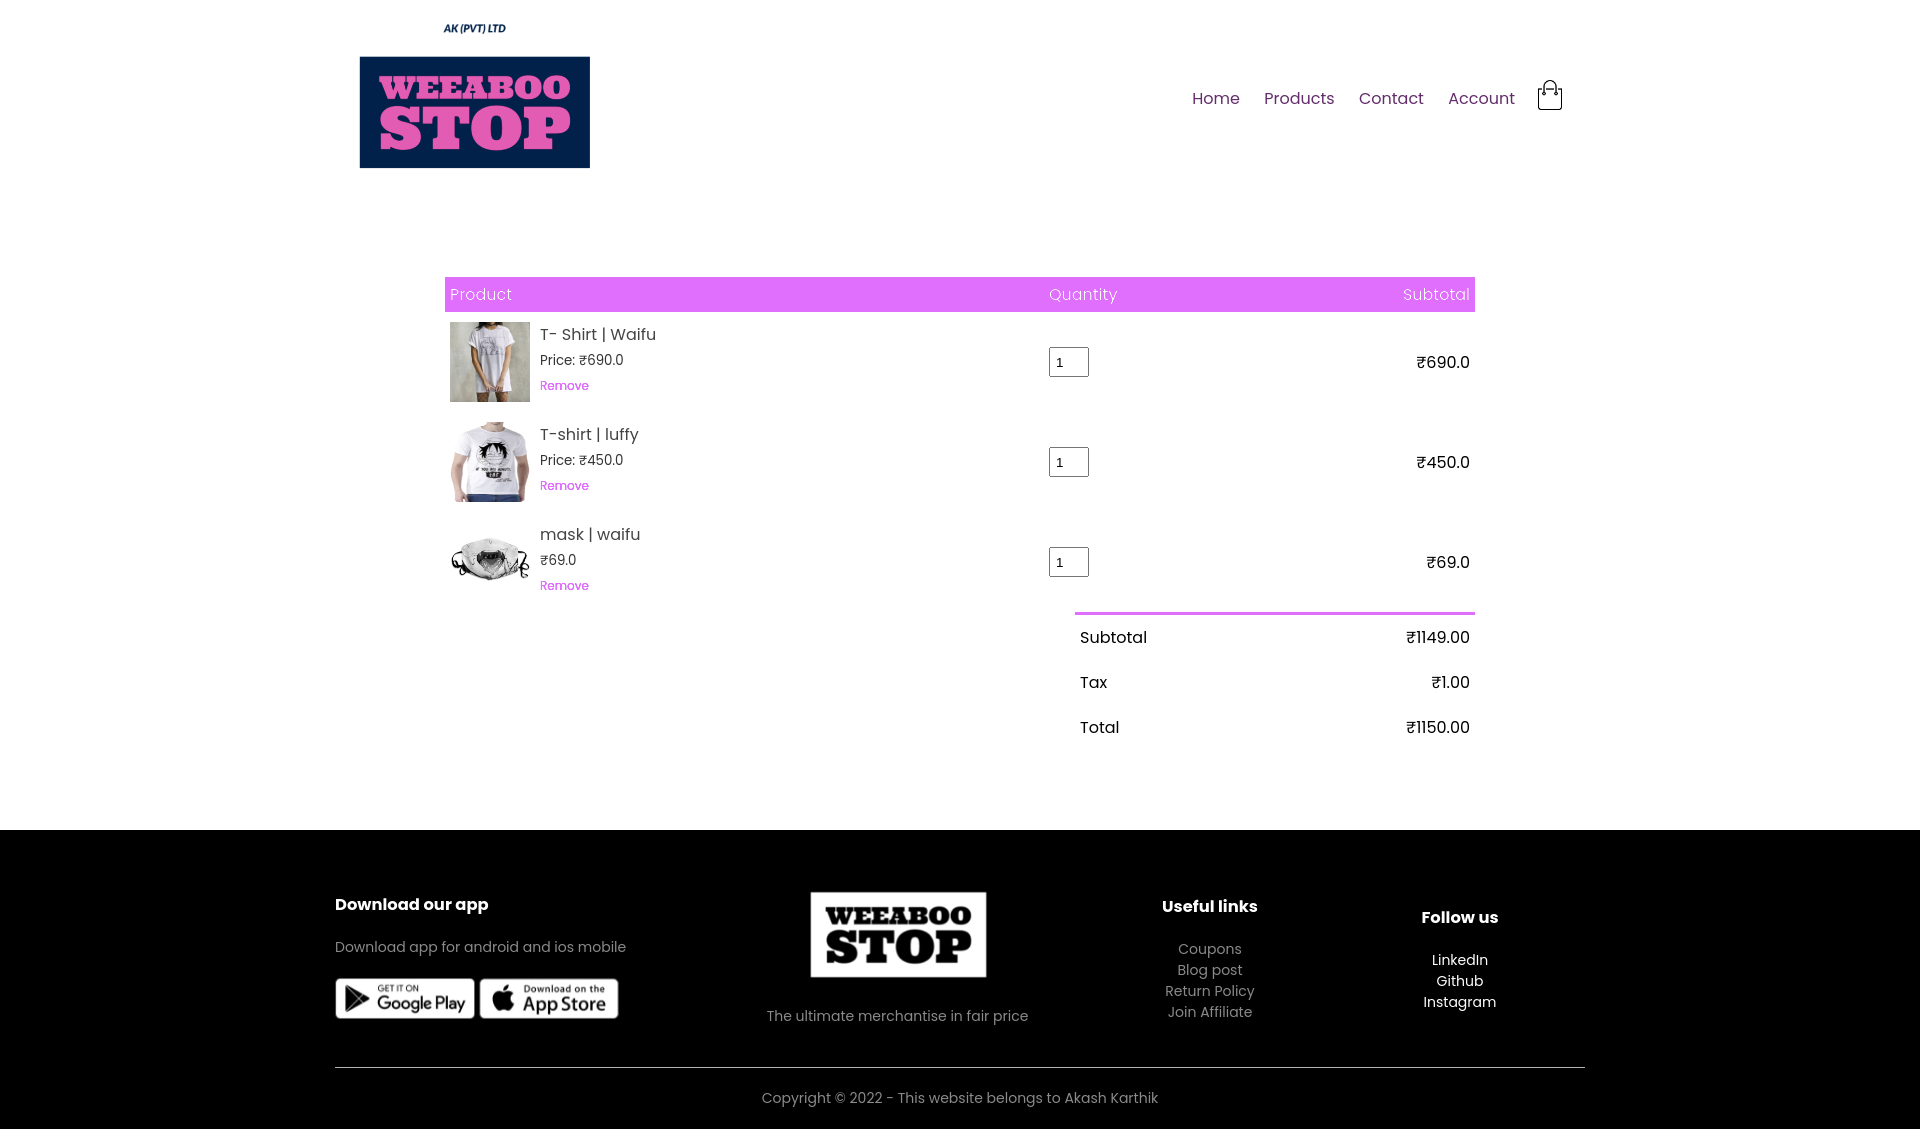 AK (PVT) LTD
WEEABOO
STOP
Home Products Contact Account
Product Quantity Subtotal
T- Shirt | Waifu
Price: ₹690.0
Remove
1
₹690.0
T-shirt | luffy
Price: ₹450.0
Remove
1
₹450.0
mask | waifu
₹69.0
Remove
1
₹69.0
Subtotal ₹1149.00
Tax ₹1.00
Total ₹1150.00
Download our app
Download app for android and ios mobile
GET IT ON
Google Play
Download on the
App Store
WEEABOO
STOP
The ultimate merchantise in fair price
Useful links
Coupons
Blog post
Return Policy
Join Affiliate
Follow us
LinkedIn
Github
Instagram
Copyright © 2022 - This website belongs to Akash Karthik